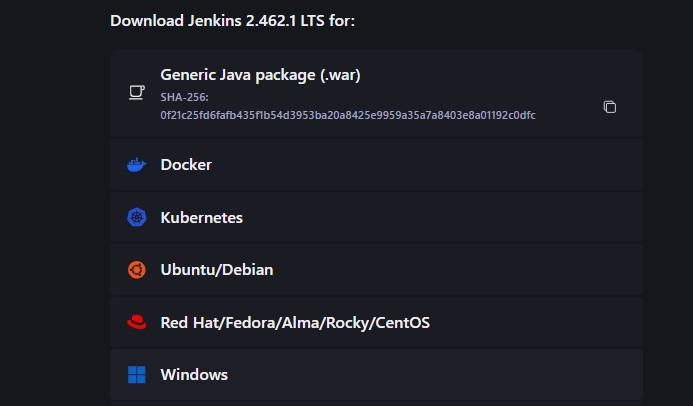 Download Jenkins 2.462.1 LTS for:
Generic Java package (.war)
SHA-256:
0f21c25fd6fafb435f1b54d3953ba20a8425e9959a35a7a8403e8a01192c0dfc
Docker
Kubernetes
Ubuntu/Debian
Red Hat/Fedora/Alma/Rocky/CentOS
Windows